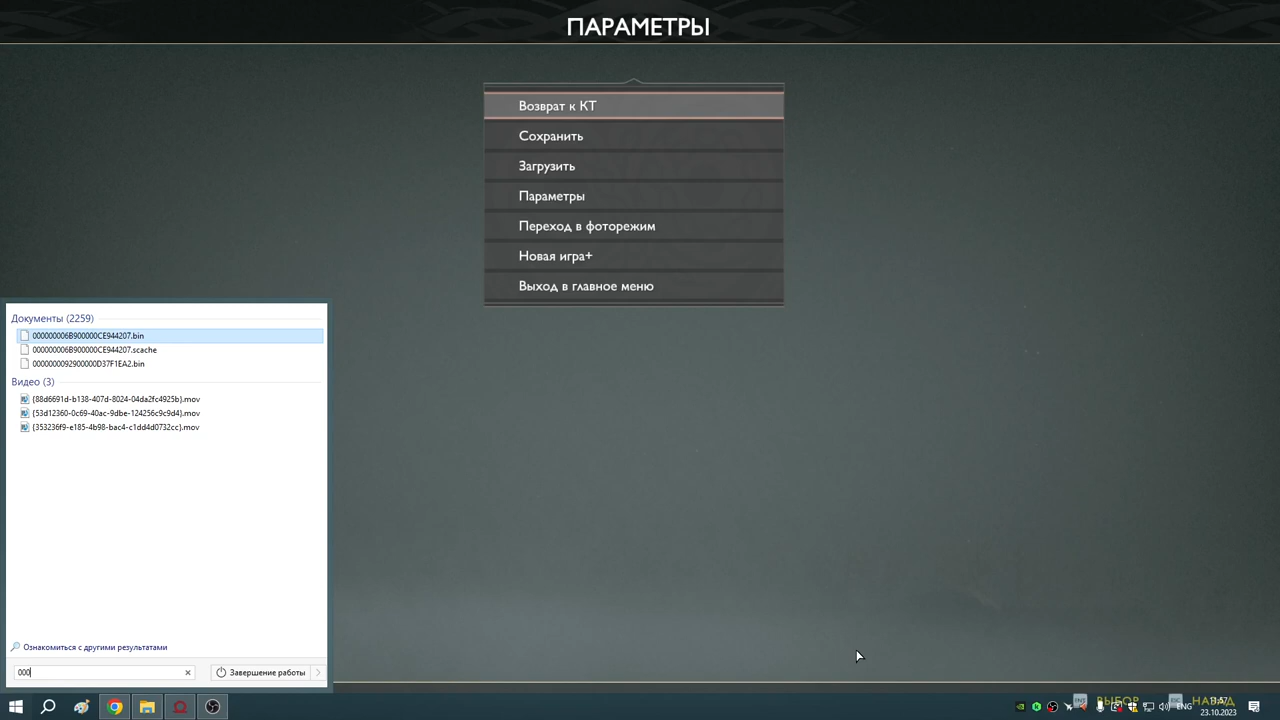 ПАРАМЕТРЫ
Возврат к КТ
Сохранить
Загрузить
Параметры
Переход в фоторежим
Новая игра+
Выход в главное меню
Документы (2259)
000000006B900000CE944207.bin
000000006B900000CE944207.scache
0000000092900000D37F1EA2.bin
Видео (3)
{88d6691d-b138-407d-8024-04da2fc4925b}.mov
{53d12360-0c69-40ac-9dbe-124256c9c9d4}.mov
{353236f9-e185-4b98-bac4-c1dd4d0732cc}.mov
Ознакомиться с другими результатами
000
Завершение работы
ВЫБОР
НАЗАД
ENG
23.10.2023